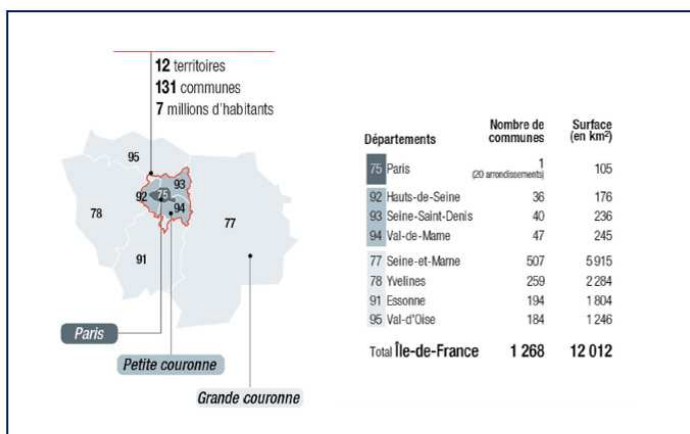 12 territoires
131 communes
7 millions d'habitants
95
93
92
75
94
78
77
91
Paris
Petite couronne
Grande couronne
Départements Nombre de communes Surface (en km²)
75 Paris 1 105
(20 arrondissements)
92 Hauts-de-Seine 36 176
93 Seine-Saint-Denis 40 236
94 Val-de-Marne 47 245
77 Seine-et-Marne 507 5 915
78 Yvelines 259 2 284
91 Essonne 194 1 804
95 Val-d'Oise 184 1 246
Total Île-de-France 1 268 12 012